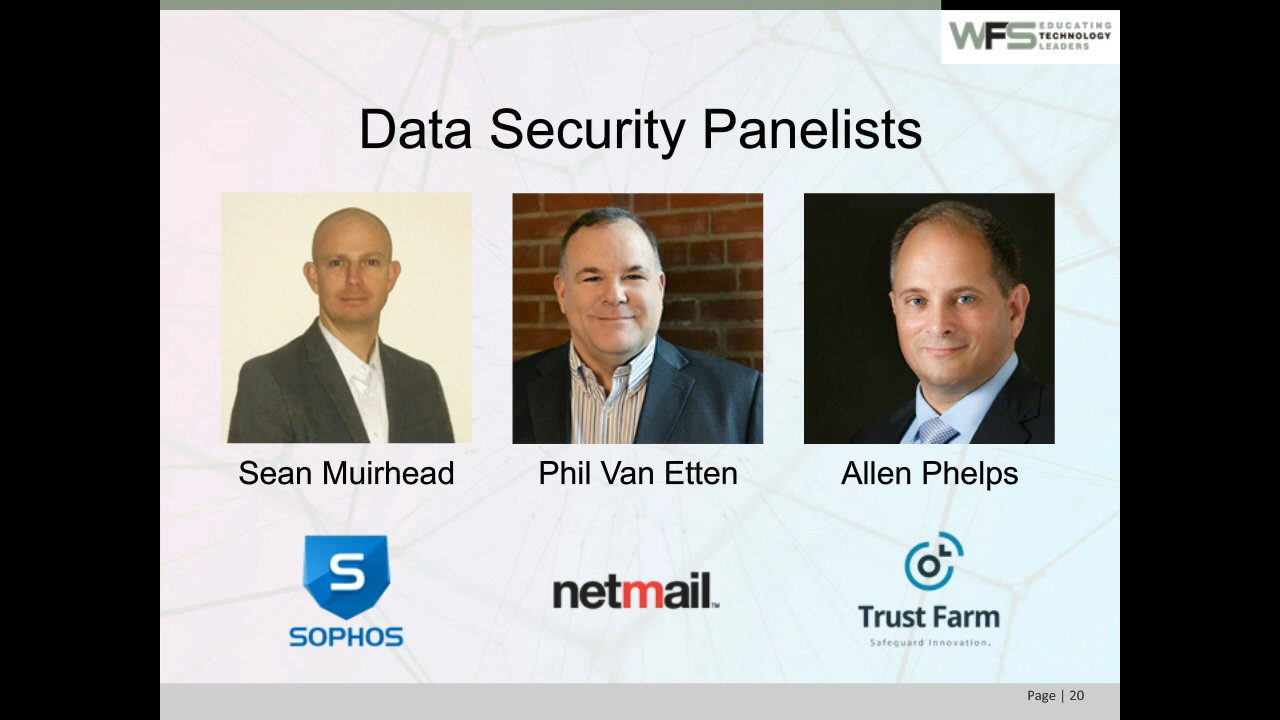 WFS EDUCATING
TECHNOLOGY
LEADERS
Data Security Panelists
Sean Muirhead
Phil Van Etten
Allen Phelps
S
SOPHOS
netmail™
Trust Farm
Safeguard Innovation.
Page | 20